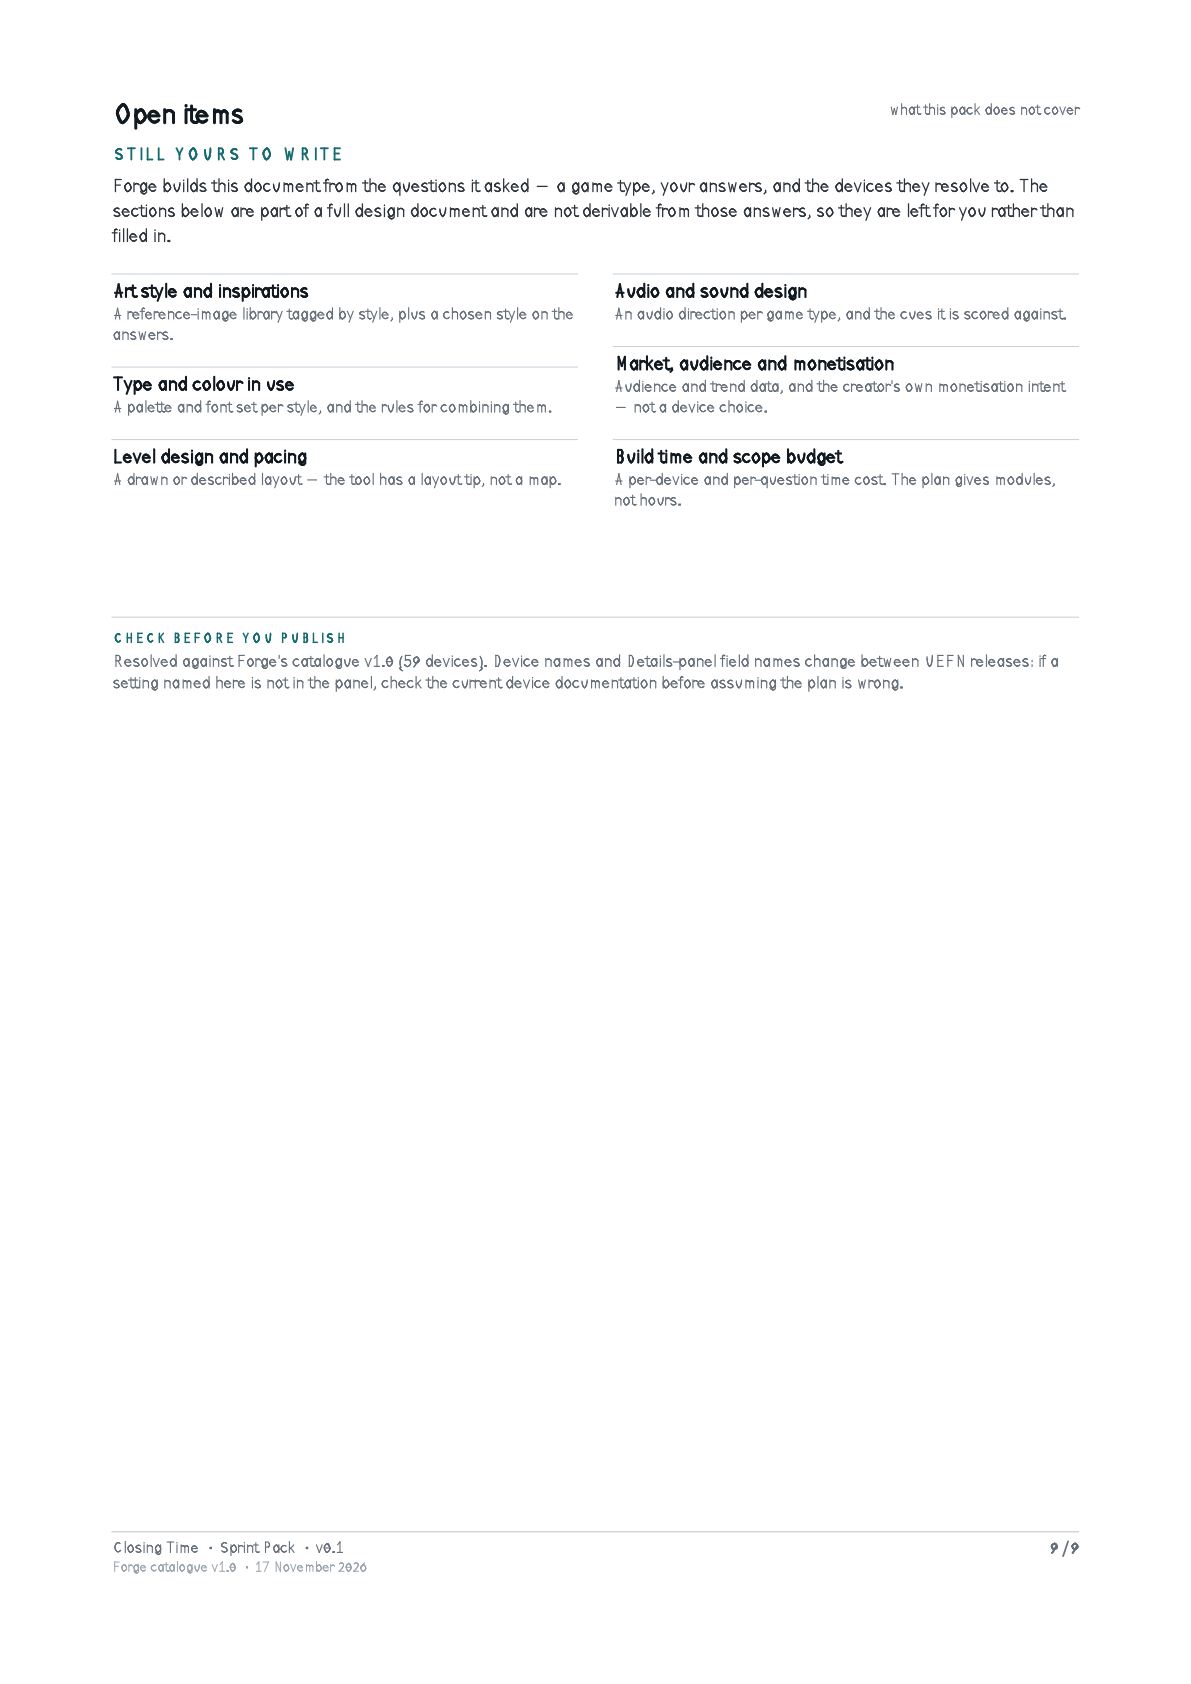 Open items
what this pack does not cover
STILL YOURS TO WRITE
Forge builds this document from the questions it asked — a game type, your answers, and the devices they resolve to. The
sections below are part of a full design document and are not derivable from those answers, so they are left for you rather than
filled in.
Art style and inspirations
A reference-image library tagged by style, plus a chosen style on the
answers.
Type and colour in use
A palette and font set per style, and the rules for combining them.
Level design and pacing
A drawn or described layout — the tool has a layout tip, not a map.
Audio and sound design
An audio direction per game type, and the cues it is scored against.
Market, audience and monetisation
Audience and trend data, and the creator's own monetisation intent
— not a device choice.
Build time and scope budget
A per-device and per-question time cost. The plan gives modules,
not hours.
CHECK BEFORE YOU PUBLISH
Resolved against Forge's catalogue v1.0 (59 devices). Device names and Details-panel field names change between UEFN releases: if a
setting named here is not in the panel, check the current device documentation before assuming the plan is wrong.
Closing Time · Sprint Pack · v0.1
9 / 9
Forge catalogue v1.0 · 17 November 2026